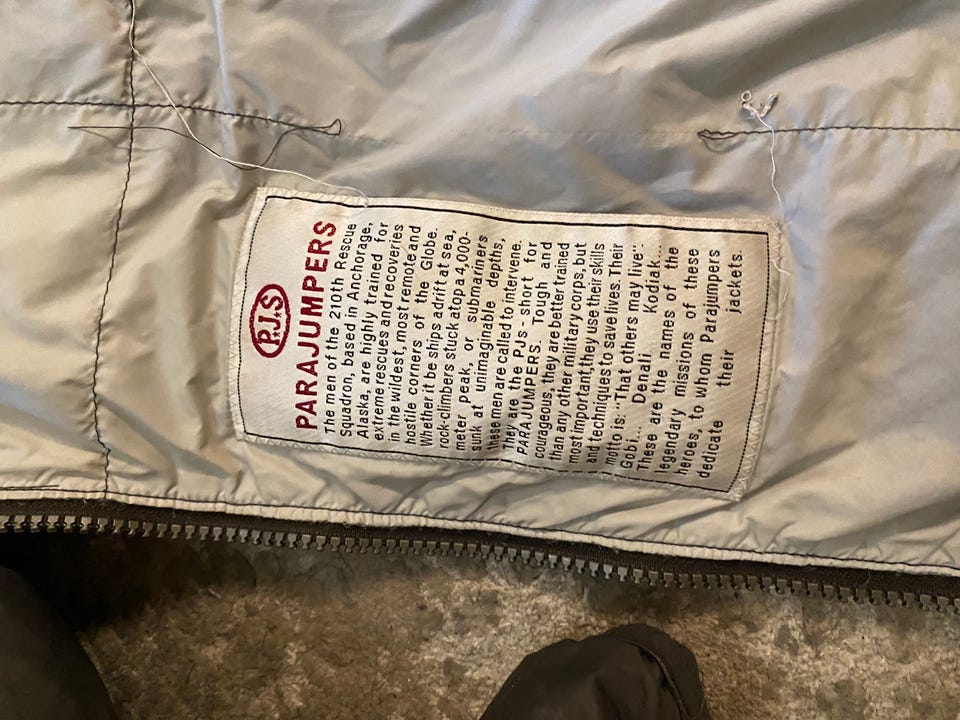 P.J.S
PARAJUMPERS
The men of the 210th Rescue
Squadron, based in Anchorage,
Alaska, are highly trained for
extreme rescues and recoveries
in the wildest, most remote and
hostile corners of the Globe.
Whether it be ships adrift at sea,
rock-climbers stuck atop a 4,000-
meter peak, or submariners
sunk at unimaginable depths,
these men are called to intervene.
They are the PJs - short for
PARAJUMPERS. Tough and
courageous, they are better trained
than any other military corps, but
most important,they use their skills
and techniques to save lives. Their
motto is: "That others may live"
Gobi... Denali ... Kodiak...
These are the names of the
legendary missions of these
heroes, to whom Parajumpers
dedicate their jackets.